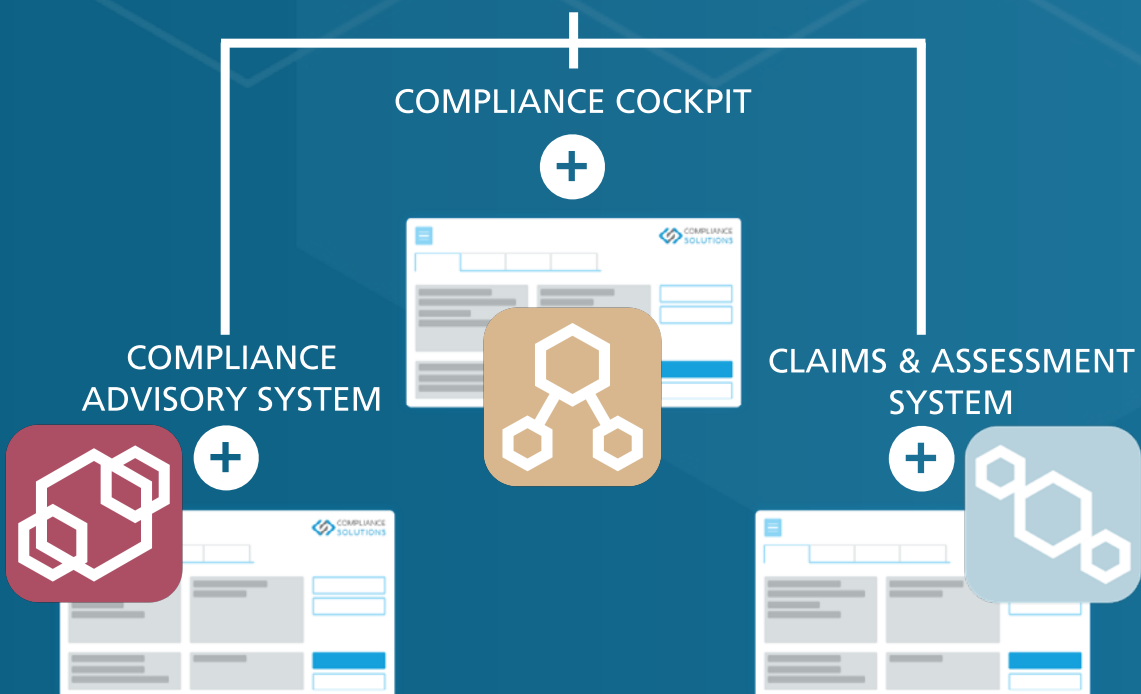 COMPLIANCE COCKPIT
COMPLIANCE
SOLUTIONS
COMPLIANCE
ADVISORY SYSTEM
CLAIMS & ASSESSMENT
SYSTEM
COMPLIANCE
SOLUTIONS